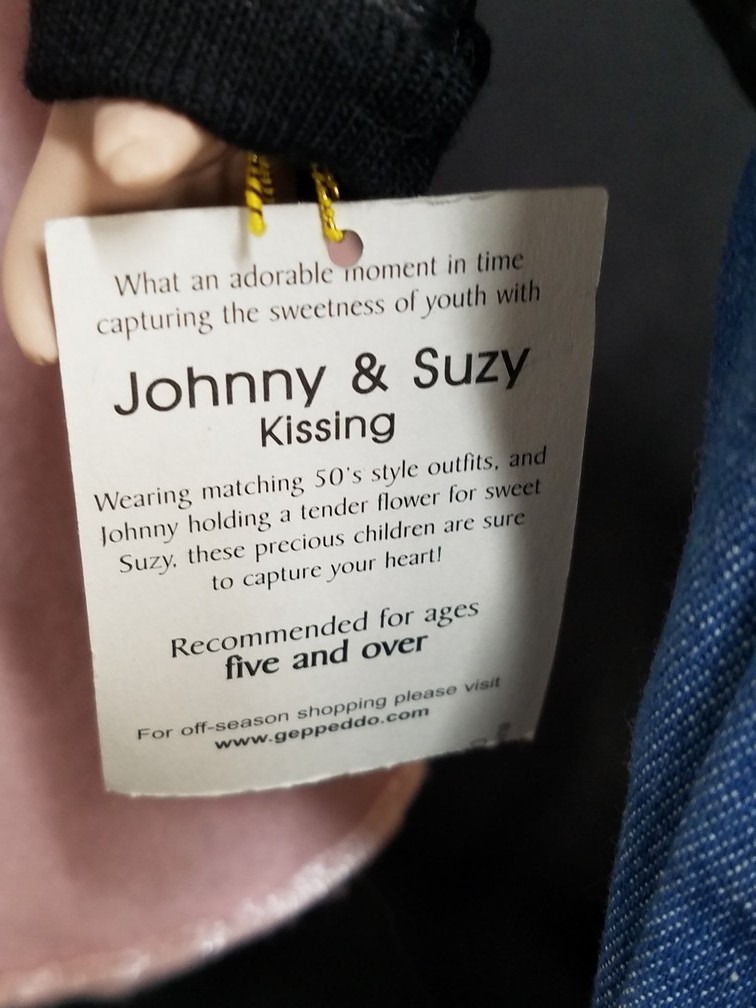 What an adorable moment in time
capturing the sweetness of youth with
Johnny & Suzy
Kissing
Wearing matching 50's style outfits, and
Johnny holding a tender flower for sweet
Suzy, these precious children are sure
to capture your heart!
Recommended for ages
five and over
For off-season shopping please visit
www.geppeddo.com